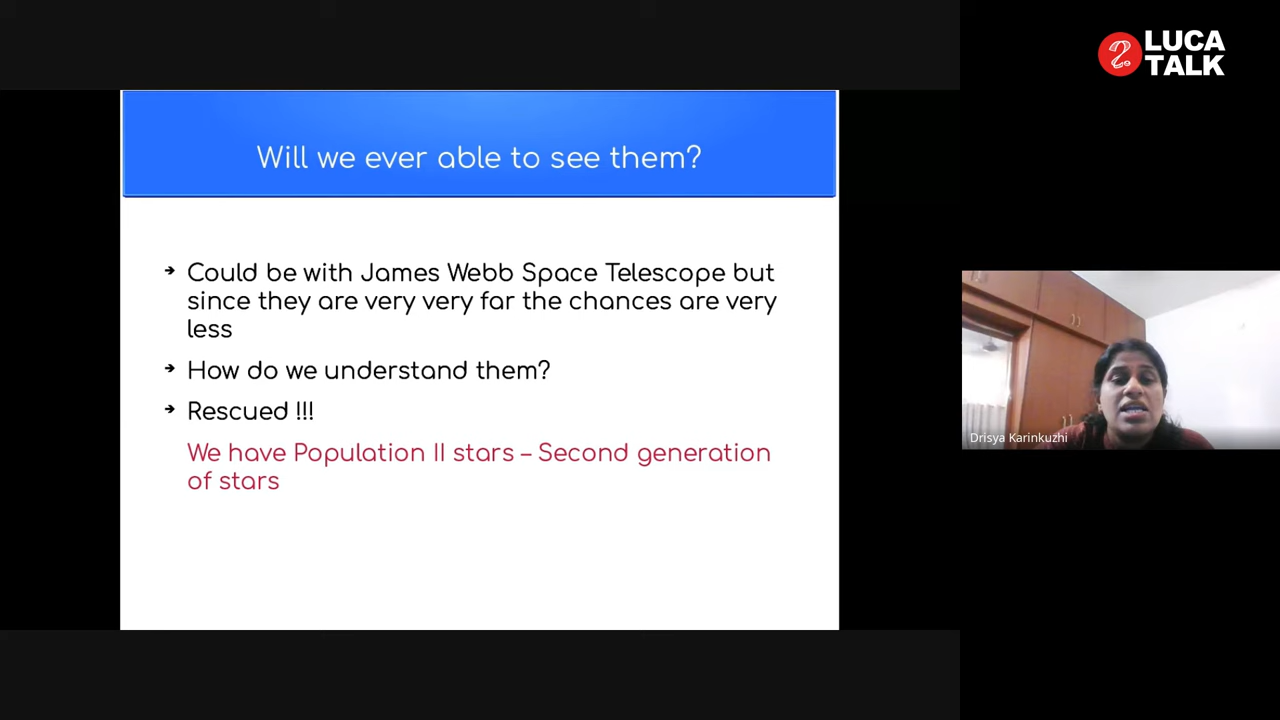 LUCA
TALK
Will we ever able to see them?
Could be with James Webb Space Telescope but
since they are very very far the chances are very
less
How do we understand them?
Rescued !!!
We have Population II stars – Second generation
of stars
Drisya Karinkuzhi